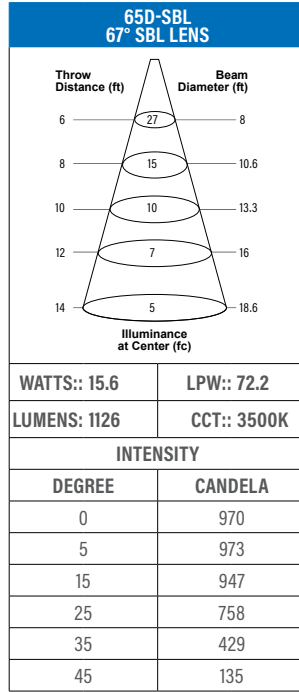 65D-SBL
67° SBL LENS
Throw Distance (ft)
Beam Diameter (ft)
6 27 8
8 15 10.6
10 10 13.3
12 7 16
14 5 18.6
Illuminance
at Center (fc)
WATTS:: 15.6 LPW:: 72.2
LUMENS: 1126 CCT:: 3500K
INTENSITY
DEGREE CANDELA
0 970
5 973
15 947
25 758
35 429
45 135